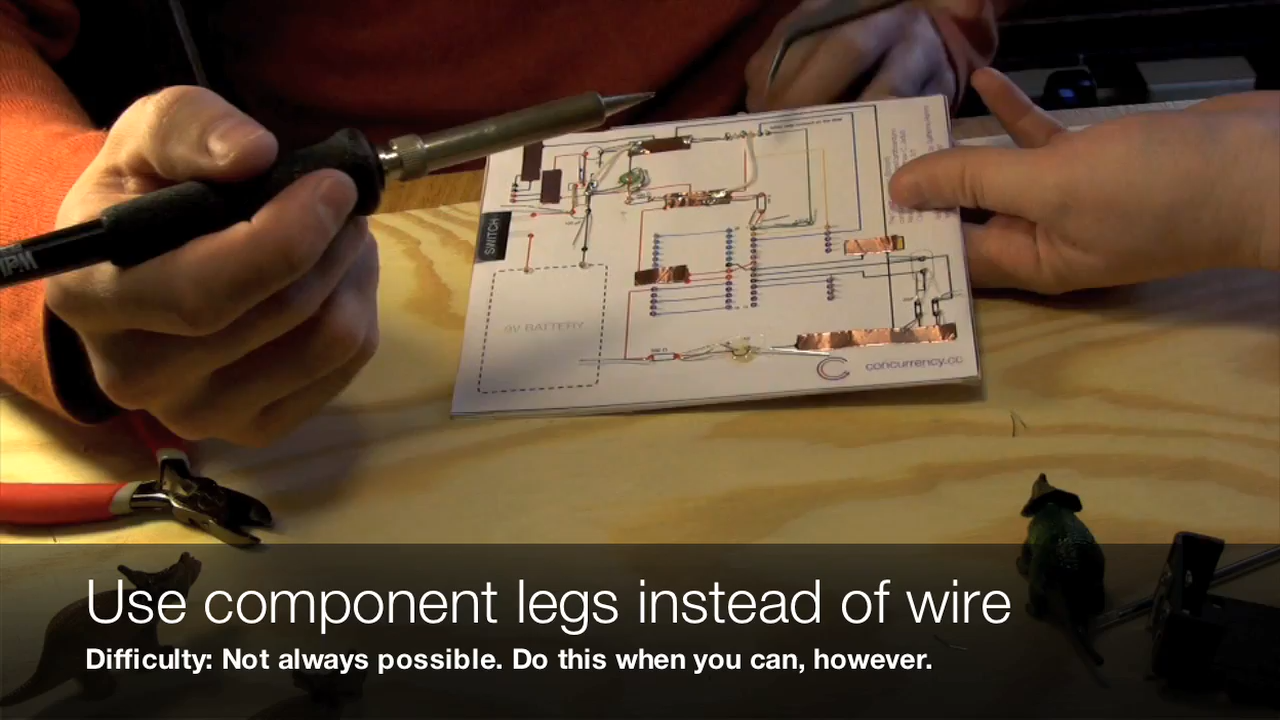 SWITCH
9V BATTERY
concurrency.cc
Use component legs instead of wire
Difficulty: Not always possible. Do this when you can, however.